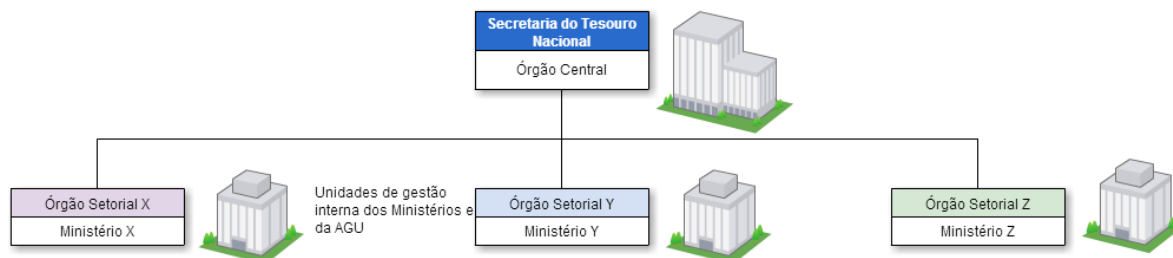 Secretaria do Tesouro
Nacional
Órgão Central
Órgão Setorial X
Ministério X
Unidades de gestão
interna dos Ministérios e
da AGU
Órgão Setorial Y
Ministério Y
Órgão Setorial Z
Ministério Z